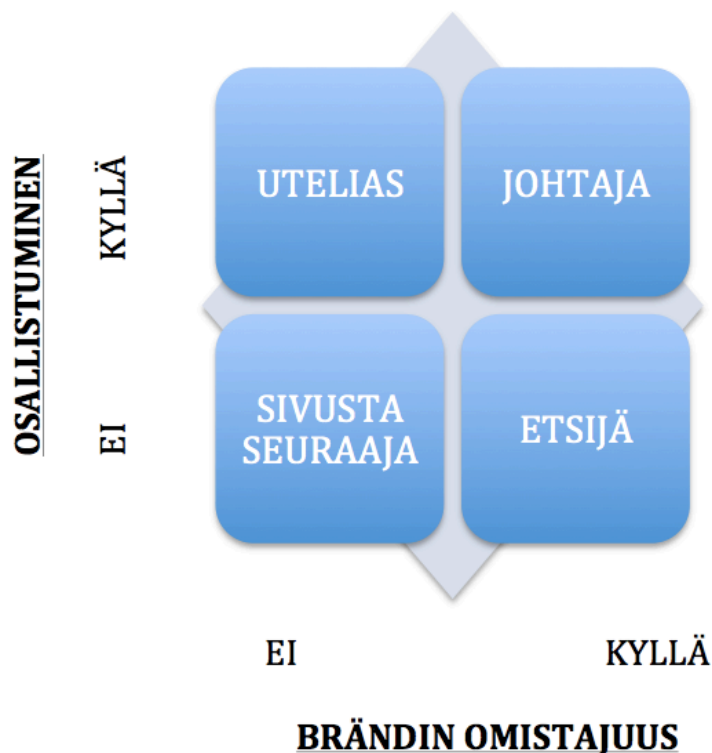 OSALLISTUMINEN
KYLLÄ
EI
UTELIAS
JOHTAJA
SIVUSTA
SEURAAJA
ETSIJÄ
EI
KYLLÄ
BRÄNDIN OMISTAJUUS